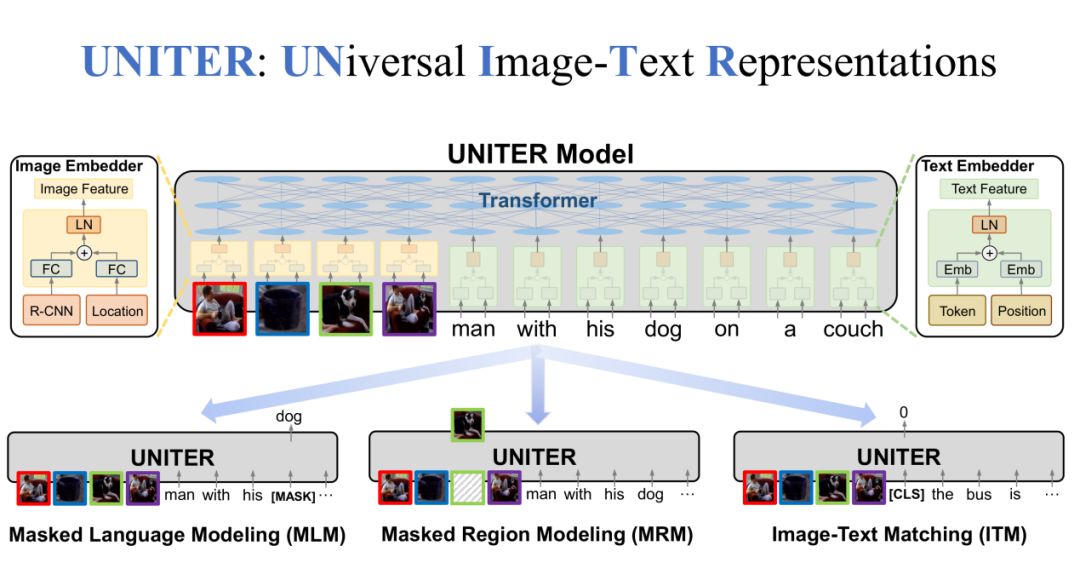 UNITER: UNiversal Image-Text Representations
UNITER Model
Image Embedder
Image Feature
LN
+
FC
FC
R-CNN
Location
Transformer
man with his dog on a couch
Text Embedder
Text Feature
LN
+
Emb
Emb
Token
Position
dog
UNITER
man with his [MASK] ...
Masked Language Modeling (MLM)
UNITER
man with his dog ...
Masked Region Modeling (MRM)
0
UNITER
[CLS] the bus is ...
Image-Text Matching (ITM)